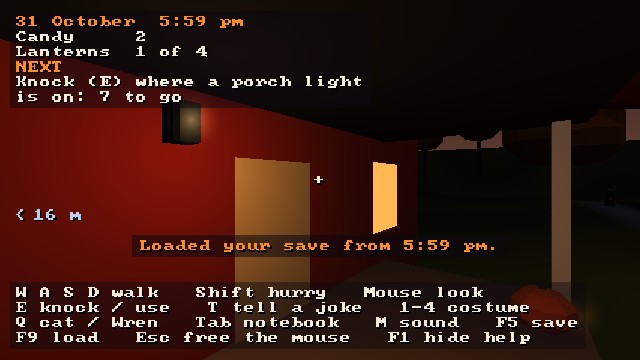 31 October 5:59 pm
Candy 2
Lanterns 1 of 4
NEXT
Knock (E) where a porch light
is on: 7 to go
< 16 m
Loaded your save from 5:59 pm.
W A S D walk Shift hurry Mouse look
E knock / use T tell a joke 1-4 costume
Q cat / Wren Tab notebook M sound F5 save
F9 load Esc free the mouse F1 hide help